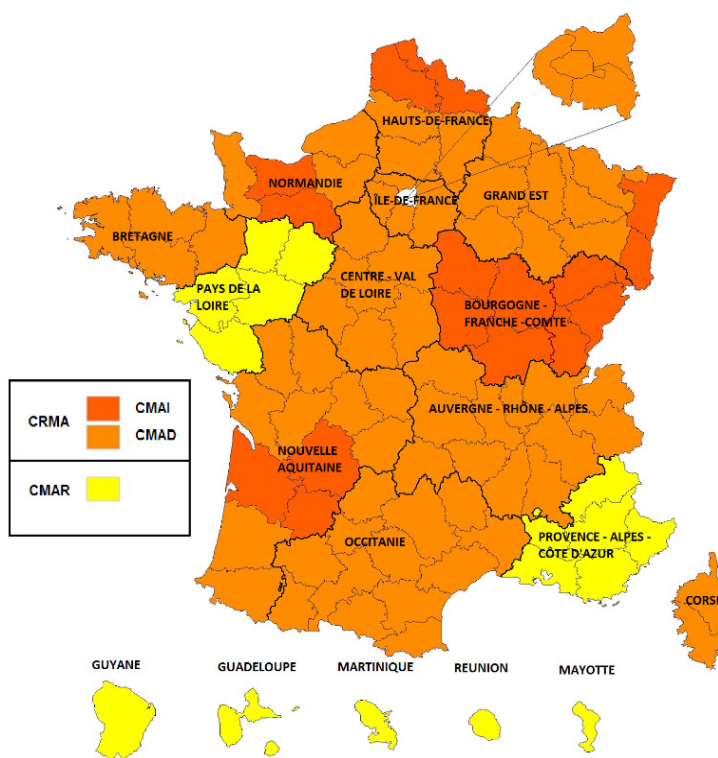 HAUTS-DE-FRANCE
NORMANDIE
ÎLE-DE-FRANCE
GRAND EST
BRETAGNE
PAYS DE LA
LOIRE
CENTRE - VAL
DE LOIRE
BOURGOGNE -
FRANCHE -COMTE
CRMA
CMAI
CMAD
CMAR
AUVERGNE - RHÔNE - ALPES
NOUVELLE
AQUITAINE
OCCITANIE
PROVENCE - ALPES -
CÔTE D'AZUR
CORSE
GUYANE
GUADELOUPE
MARTINIQUE
REUNION
MAYOTTE